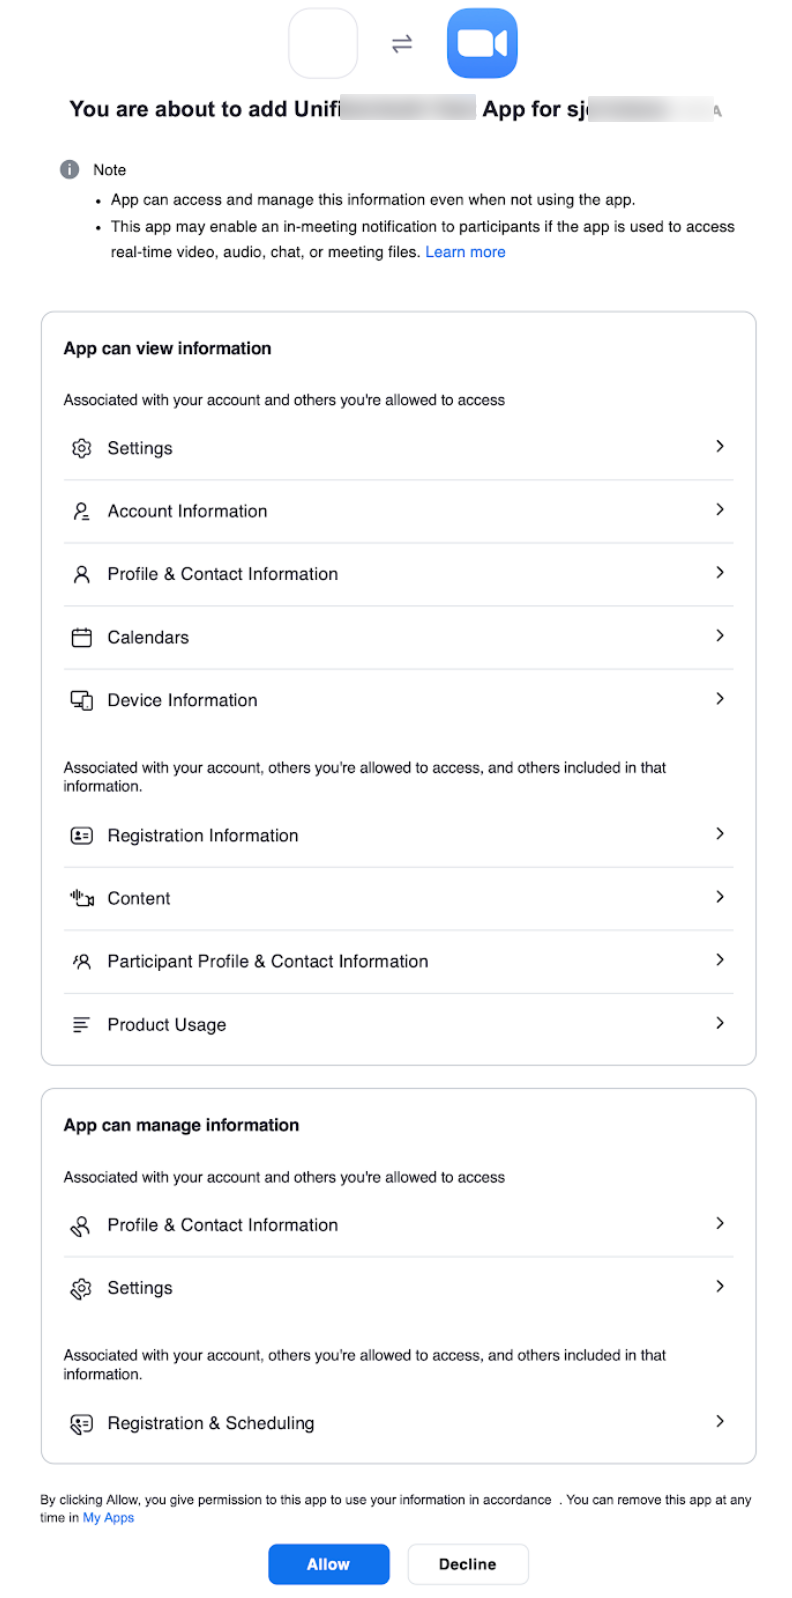 You are about to add Unifi App for sj A
Note
• App can access and manage this information even when not using the app.
• This app may enable an in-meeting notification to participants if the app is used to access
real-time video, audio, chat, or meeting files. Learn more
App can view information
Associated with your account and others you're allowed to access
Settings
Account Information
Profile & Contact Information
Calendars
Device Information
Associated with your account, others you're allowed to access, and others included in that
information.
Registration Information
Content
Participant Profile & Contact Information
Product Usage
App can manage information
Associated with your account and others you're allowed to access
Profile & Contact Information
Settings
Associated with your account, others you're allowed to access, and others included in that
information.
Registration & Scheduling
By clicking Allow, you give permission to this app to use your information in accordance . You can remove this app at any
time in My Apps
Allow Decline